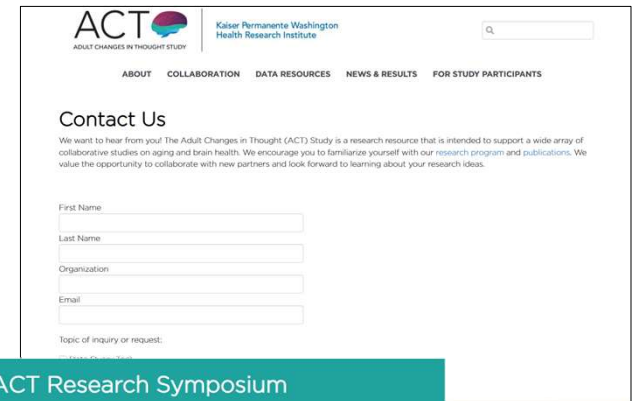 ACT
ADULT CHANGES IN THOUGHT STUDY
Kaiser Permanente Washington
Health Research Institute
ABOUT COLLABORATION DATA RESOURCES NEWS & RESULTS FOR STUDY PARTICIPANTS
Contact Us
We want to hear from you! The Adult Changes in Thought (ACT) Study is a research resource that is intended to support a wide array of
collaborative studies on aging and brain health. We encourage you to familiarize yourself with our research program and publications. We
value the opportunity to collaborate with new partners and look forward to learning about your research ideas.
First Name
Last Name
Organization
Email
Topic of inquiry or request:
ACT Research Symposium